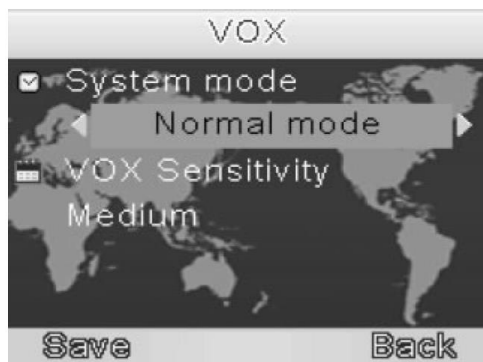 VOX
System mode
Normal mode
VOX Sensitivity
Medium
Save Back